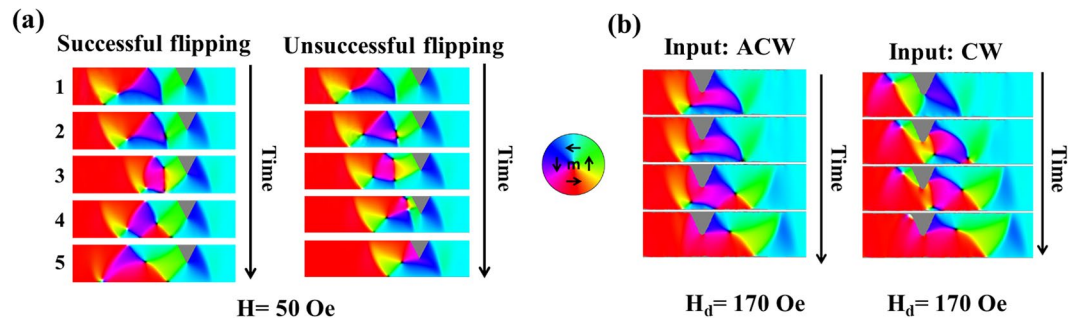 (a)
Successful flipping
Unsuccessful flipping
1
2
3
4
5
Time
Time
H= 50 Oe
m
(b)
Input: ACW
Input: CW
Time
Time
H_d= 170 Oe
H_d= 170 Oe